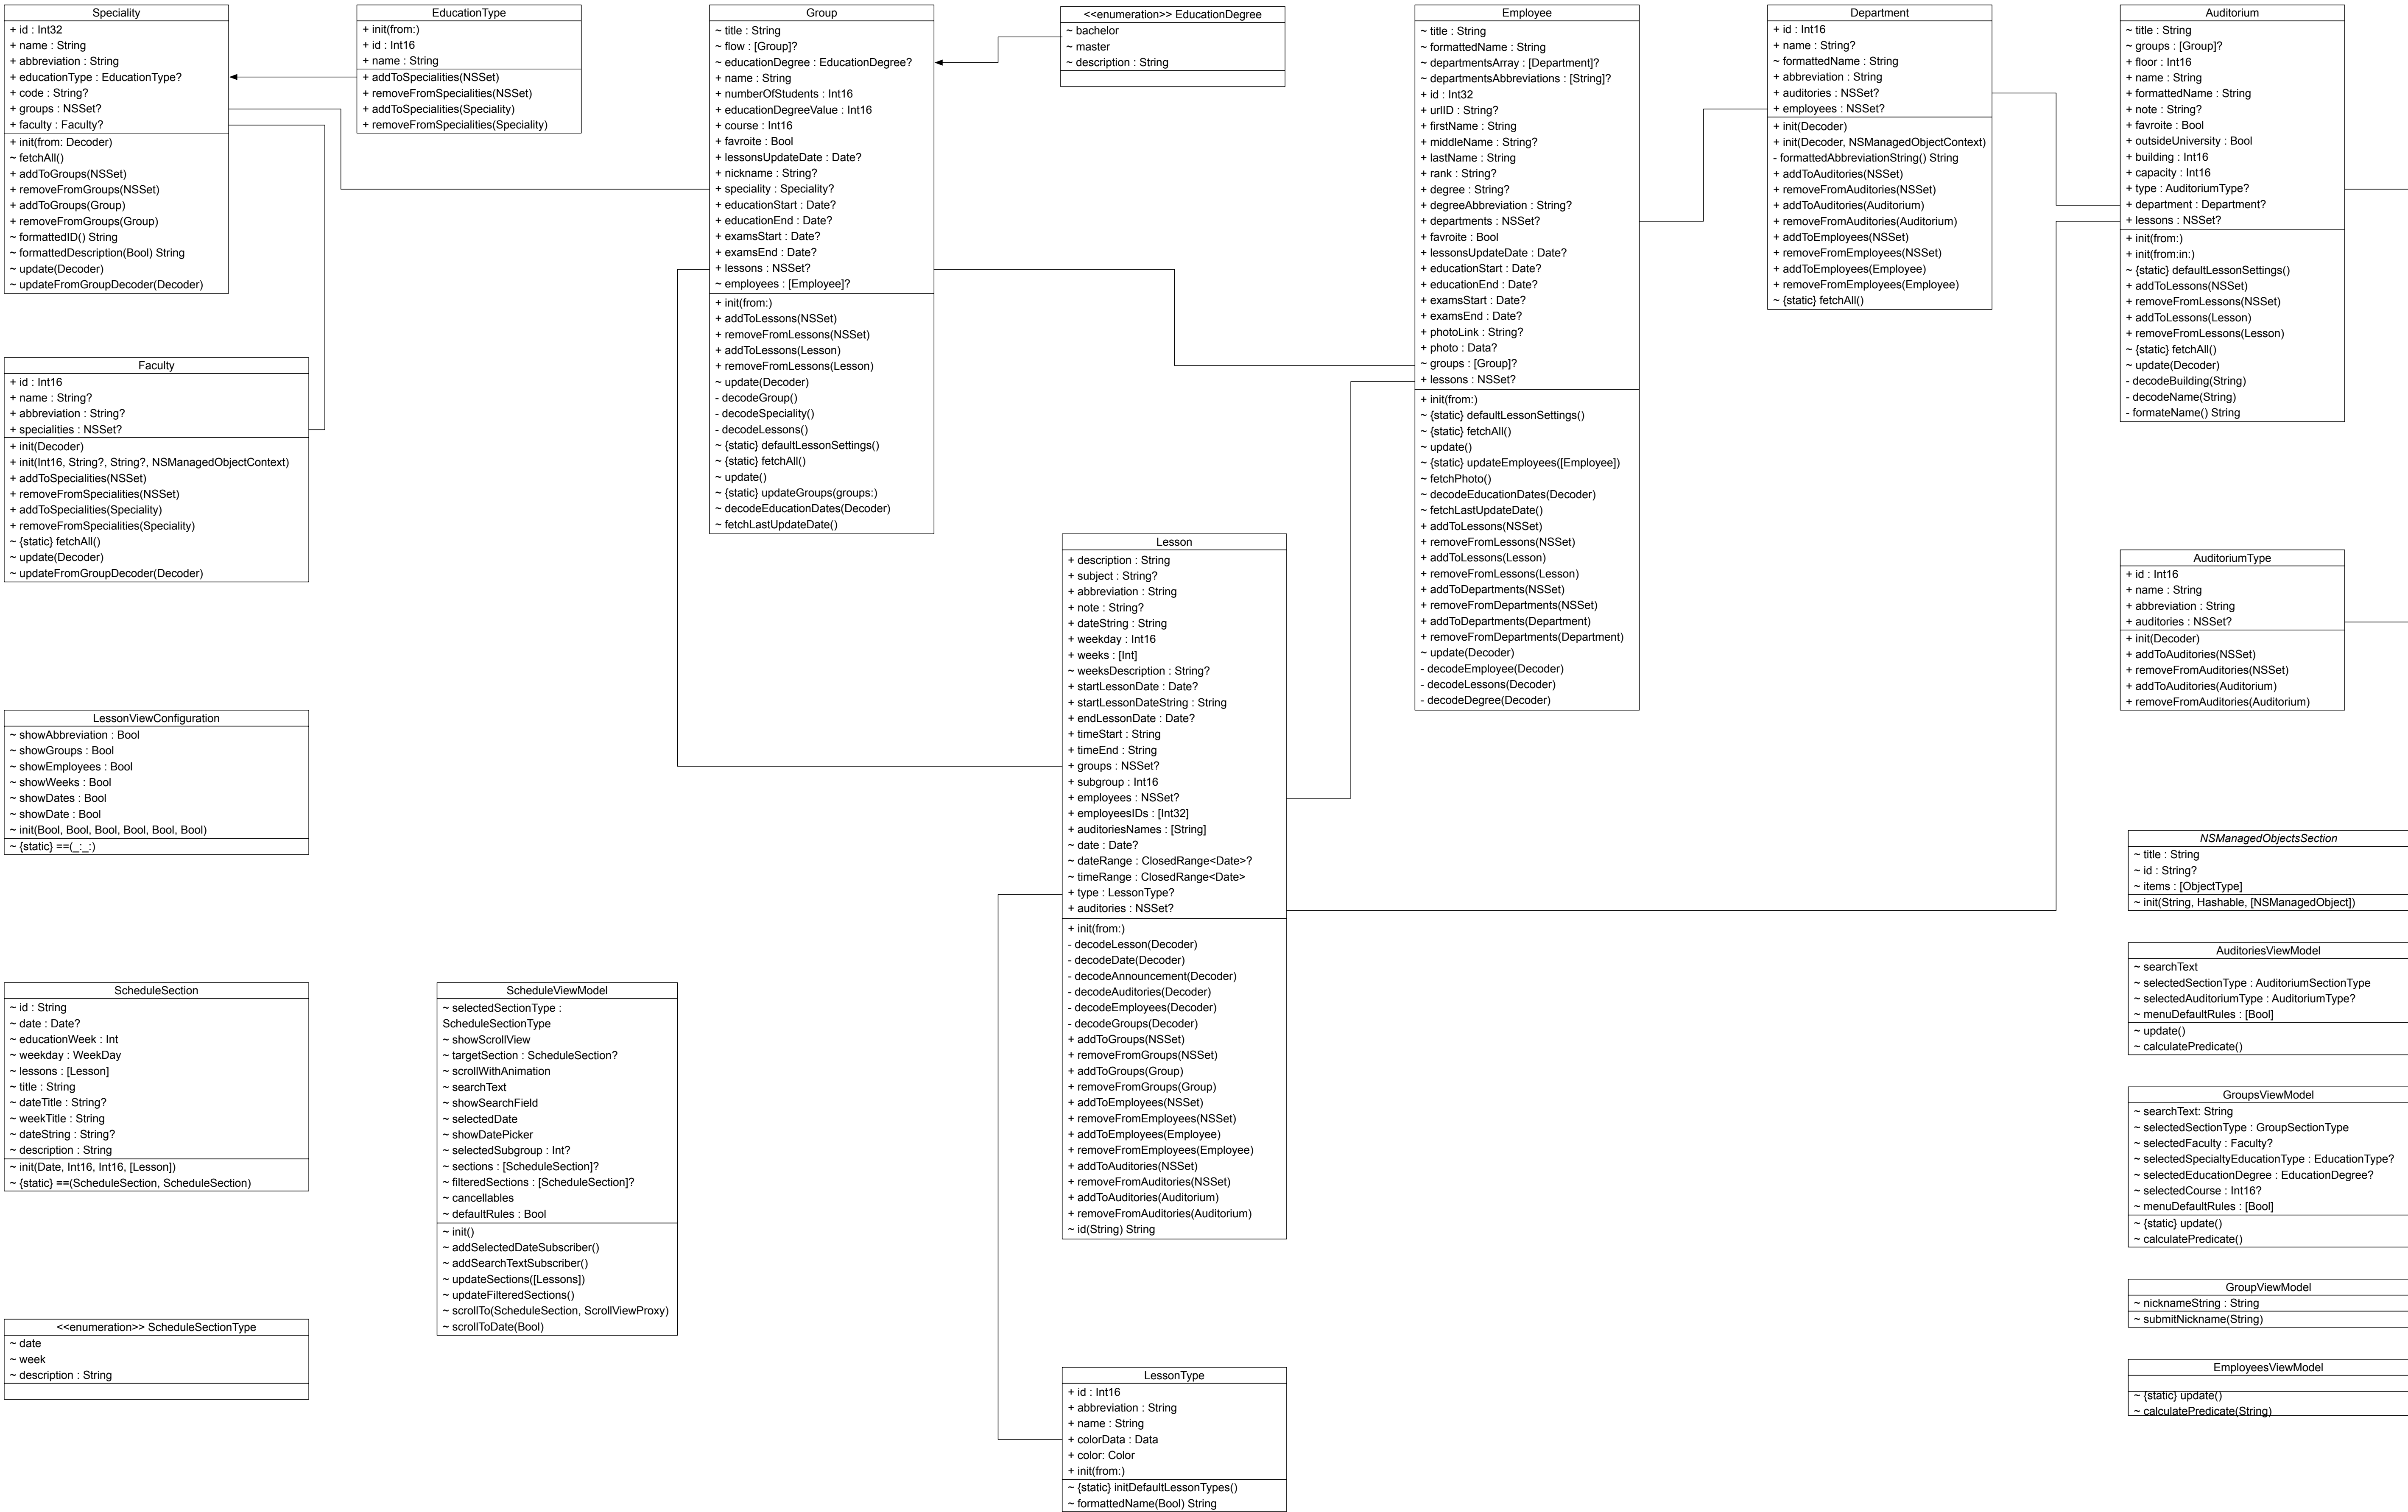 Speciality
+ id : Int32
+ name : String
+ abbreviation : String
+ educationType : EducationType?
+ code : String?
+ groups : NSSet?
+ faculty : Faculty?
+ init(from: Decoder)
~ fetchAll()
+ addToGroups(NSSet)
+ removeFromGroups(NSSet)
+ addToGroups(Group)
+ removeFromGroups(Group)
~ formattedID() String
~ formattedDescription(Bool) String
~ update(Decoder)
~ updateFromGroupDecoder(Decoder)
EducationType
+ init(from:)
+ id : Int16
+ name : String
+ addToSpecialities(NSSet)
+ removeFromSpecialities(NSSet)
+ addToSpecialities(Speciality)
+ removeFromSpecialities(Speciality)
Group
~ title : String
~ flow : [Group]?
~ educationDegree : EducationDegree?
+ name : String
+ numberOfStudents : Int16
+ educationDegreeValue : Int16
+ course : Int16
+ favroite : Bool
+ lessonsUpdateDate : Date?
+ nickname : String?
+ speciality : Speciality?
+ educationStart : Date?
+ educationEnd : Date?
+ examsStart : Date?
+ examsEnd : Date?
+ lessons : NSSet?
~ employees : [Employee]?
+ init(from:)
+ addToLessons(NSSet)
+ removeFromLessons(NSSet)
+ addToLessons(Lesson)
+ removeFromLessons(Lesson)
~ update(Decoder)
- decodeGroup()
- decodeSpeciality()
- decodeLessons()
~ {static} defaultLessonSettings()
~ {static} fetchAll()
~ update()
~ {static} updateGroups(groups:)
~ decodeEducationDates(Decoder)
~ fetchLastUpdateDate()
<<enumeration>> EducationDegree
~ bachelor
~ master
~ description : String
Employee
~ title : String
~ formattedName : String
~ departmentsArray : [Department]?
~ departmentsAbbreviations : [String]?
+ id : Int32
+ urlID : String?
+ firstName : String
+ middleName : String?
+ lastName : String
+ rank : String?
+ degree : String?
+ degreeAbbreviation : String?
+ departments : NSSet?
+ favroite : Bool
+ lessonsUpdateDate : Date?
+ educationStart : Date?
+ educationEnd : Date?
+ examsStart : Date?
+ examsEnd : Date?
+ photoLink : String?
+ photo : Data?
~ groups : [Group]?
+ lessons : NSSet?
+ init(from:)
~ {static} defaultLessonSettings()
~ {static} fetchAll()
~ update()
~ {static} updateEmployees([Employee])
~ fetchPhoto()
~ decodeEducationDates(Decoder)
~ fetchLastUpdateDate()
+ addToLessons(NSSet)
+ removeFromLessons(NSSet)
+ addToLessons(Lesson)
+ removeFromLessons(Lesson)
+ addToDepartments(NSSet)
+ removeFromDepartments(NSSet)
+ addToDepartments(Department)
+ removeFromDepartments(Department)
~ update(Decoder)
- decodeEmployee(Decoder)
- decodeLessons(Decoder)
- decodeDegree(Decoder)
Department
+ id : Int16
+ name : String?
~ formattedName : String
+ abbreviation : String
+ auditories : NSSet?
+ employees : NSSet?
+ init(Decoder)
+ init(Decoder, NSManagedObjectContext)
- formattedAbbreviationString() String
+ addToAuditories(NSSet)
+ removeFromAuditories(NSSet)
+ addToAuditories(Auditorium)
+ removeFromAuditories(Auditorium)
+ addToEmployees(NSSet)
+ removeFromEmployees(NSSet)
+ addToEmployees(Employee)
+ removeFromEmployees(Employee)
~ {static} fetchAll()
Auditorium
~ title : String
~ groups : [Group]?
+ floor : Int16
+ name : String
+ formattedName : String
+ note : String?
+ favroite : Bool
+ outsideUniversity : Bool
+ building : Int16
+ capacity : Int16
+ type : AuditoriumType?
+ department : Department?
+ lessons : NSSet?
+ init(from:)
+ init(from:in:)
~ {static} defaultLessonSettings()
+ addToLessons(NSSet)
+ removeFromLessons(NSSet)
+ addToLessons(Lesson)
+ removeFromLessons(Lesson)
~ {static} fetchAll()
~ update(Decoder)
- decodeBuilding(String)
- decodeName(String)
- formateName() String
Faculty
+ id : Int16
+ name : String?
+ abbreviation : String?
+ specialities : NSSet?
+ init(Decoder)
+ init(Int16, String?, String?, NSManagedObjectContext)
+ addToSpecialities(NSSet)
+ removeFromSpecialities(NSSet)
+ addToSpecialities(Speciality)
+ removeFromSpecialities(Speciality)
~ {static} fetchAll()
~ update(Decoder)
~ updateFromGroupDecoder(Decoder)
Lesson
+ description : String
+ subject : String?
+ abbreviation : String
+ note : String?
+ dateString : String
+ weekday : Int16
+ weeks : [Int]
~ weeksDescription : String?
+ startLessonDate : Date?
+ startLessonDateString : String
+ endLessonDate : Date?
+ timeStart : String
+ timeEnd : String
+ groups : NSSet?
+ subgroup : Int16
+ employees : NSSet?
+ employeesIDs : [Int32]
+ auditoriesNames : [String]
~ date : Date?
~ dateRange : ClosedRange<Date>?
~ timeRange : ClosedRange<Date>
+ type : LessonType?
+ auditories : NSSet?
+ init(from:)
- decodeLesson(Decoder)
- decodeDate(Decoder)
- decodeAnnouncement(Decoder)
- decodeAuditories(Decoder)
- decodeEmployees(Decoder)
- decodeGroups(Decoder)
+ addToGroups(NSSet)
+ removeFromGroups(NSSet)
+ addToGroups(Group)
+ removeFromGroups(Group)
+ addToEmployees(NSSet)
+ removeFromEmployees(NSSet)
+ addToEmployees(Employee)
+ removeFromEmployees(Employee)
+ addToAuditories(NSSet)
+ removeFromAuditories(NSSet)
+ addToAuditories(Auditorium)
+ removeFromAuditories(Auditorium)
~ id(String) String
AuditoriumType
+ id : Int16
+ name : String
+ abbreviation : String
+ auditories : NSSet?
+ init(Decoder)
+ addToAuditories(NSSet)
+ removeFromAuditories(NSSet)
+ addToAuditories(Auditorium)
+ removeFromAuditories(Auditorium)
LessonViewConfiguration
~ showAbbreviation : Bool
~ showGroups : Bool
~ showEmployees : Bool
~ showWeeks : Bool
~ showDates : Bool
~ showDate : Bool
~ init(Bool, Bool, Bool, Bool, Bool, Bool)
~ {static} ==(_:_:)
NSManagedObjectsSection
~ title : String
~ id : String?
~ items : [ObjectType]
~ init(String, Hashable, [NSManagedObject])
AuditoriesViewModel
~ searchText
~ selectedSectionType : AuditoriumSectionType
~ selectedAuditoriumType : AuditoriumType?
~ menuDefaultRules : [Bool]
~ update()
~ calculatePredicate()
ScheduleSection
~ id : String
~ date : Date?
~ educationWeek : Int
~ weekday : WeekDay
~ lessons : [Lesson]
~ title : String
~ dateTitle : String?
~ weekTitle : String
~ dateString : String?
~ description : String
~ init(Date, Int16, Int16, [Lesson])
~ {static} ==(ScheduleSection, ScheduleSection)
ScheduleViewModel
~ selectedSectionType :
ScheduleSectionType
~ showScrollView
~ targetSection : ScheduleSection?
~ scrollWithAnimation
~ searchText
~ showSearchField
~ selectedDate
~ showDatePicker
~ selectedSubgroup : Int?
~ sections : [ScheduleSection]?
~ filteredSections : [ScheduleSection]?
~ cancellables
~ defaultRules : Bool
~ init()
~ addSelectedDateSubscriber()
~ addSearchTextSubscriber()
~ updateSections([Lessons])
~ updateFilteredSections()
~ scrollTo(ScheduleSection, ScrollViewProxy)
~ scrollToDate(Bool)
GroupsViewModel
~ searchText: String
~ selectedSectionType : GroupSectionType
~ selectedFaculty : Faculty?
~ selectedSpecialtyEducationType : EducationType?
~ selectedEducationDegree : EducationDegree?
~ selectedCourse : Int16?
~ menuDefaultRules : [Bool]
~ {static} update()
~ calculatePredicate()
GroupViewModel
~ nicknameString : String
~ submitNickname(String)
<<enumeration>> ScheduleSectionType
~ date
~ week
~ description : String
EmployeesViewModel
~ {static} update()
~ calculatePredicate(String)
LessonType
+ id : Int16
+ abbreviation : String
+ name : String
+ colorData : Data
+ color: Color
+ init(from:)
~ {static} initDefaultLessonTypes()
~ formattedName(Bool) String